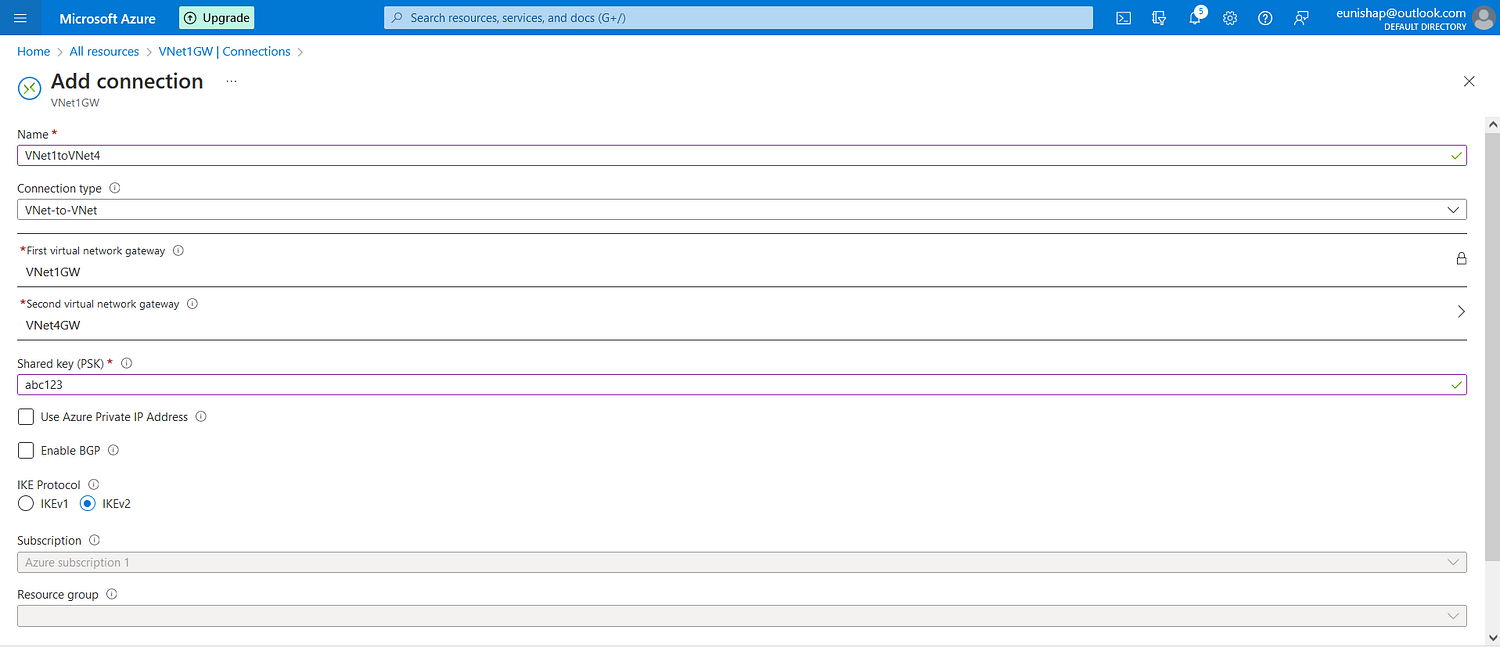 Microsoft Azure
Upgrade
Search resources, services, and docs (G+/)
5
eunishap@outlook.com
DEFAULT DIRECTORY
Home > All resources > VNet1GW | Connections >
Add connection ...
VNet1GW
Name *
VNet1toVNet4
Connection type
VNet-to-VNet
*First virtual network gateway
VNet1GW
*Second virtual network gateway
VNet4GW
Shared key (PSK) *
abc123
Use Azure Private IP Address
Enable BGP
IKE Protocol
IKEv1 IKEv2
Subscription
Azure subscription 1
Resource group